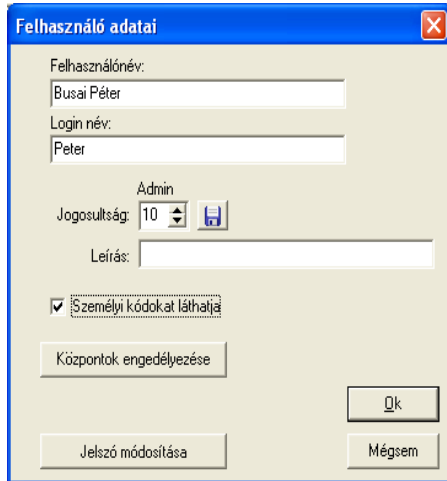 Felhasználó adatai
Felhasználónév:
Busai Péter
Login név:
Peter
Admin
Jogosultság: 10
Leírás:
Személyi kódokat láthatja
Központok engedélyezése
Ok
Jelszó módosítása Mégsem